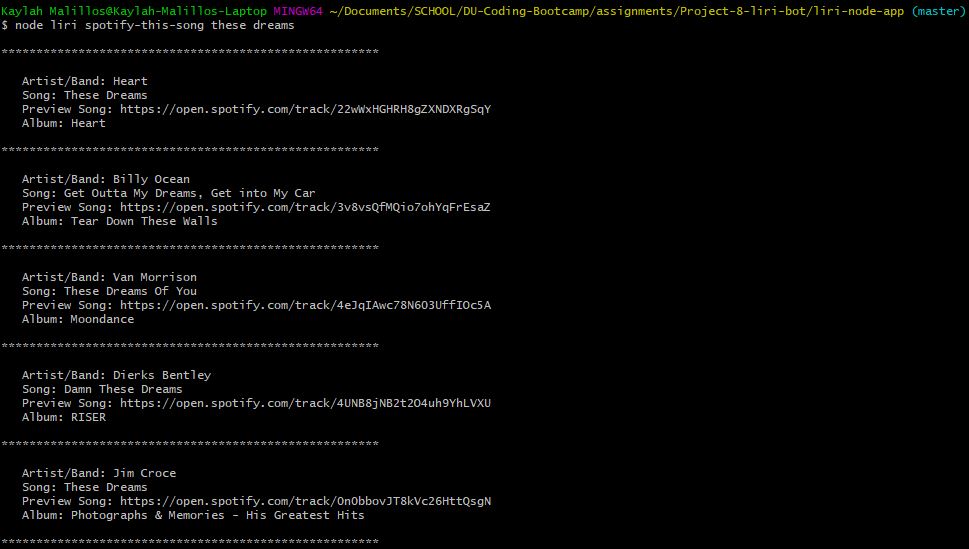 Kaylah Malillos@Kaylah-Malillos-Laptop MINGW64 ~/Documents/SCHOOL/DU-Coding-Bootcamp/assignments/Project-8-liri-bot/liri-node-app (master)
$ node liri spotify-this-song these dreams
******************************************************
Artist/Band: Heart
Song: These Dreams
Preview Song: https://open.spotify.com/track/22wWxHGHRH8gZXNDXRgSqY
Album: Heart
******************************************************
Artist/Band: Billy Ocean
Song: Get Outta My Dreams, Get into My Car
Preview Song: https://open.spotify.com/track/3v8vsQfMQio7ohYqFrEsaZ
Album: Tear Down These Walls
******************************************************
Artist/Band: Van Morrison
Song: These Dreams Of You
Preview Song: https://open.spotify.com/track/4eJqIAwc78N6O3UffIOc5A
Album: Moondance
******************************************************
Artist/Band: Dierks Bentley
Song: Damn These Dreams
Preview Song: https://open.spotify.com/track/4UNB8jNB2t2O4uh9YhLVXU
Album: RISER
******************************************************
Artist/Band: Jim Croce
Song: These Dreams
Preview Song: https://open.spotify.com/track/OnObbovJT8kVc26HttQsgN
Album: Photographs & Memories - His Greatest Hits
******************************************************